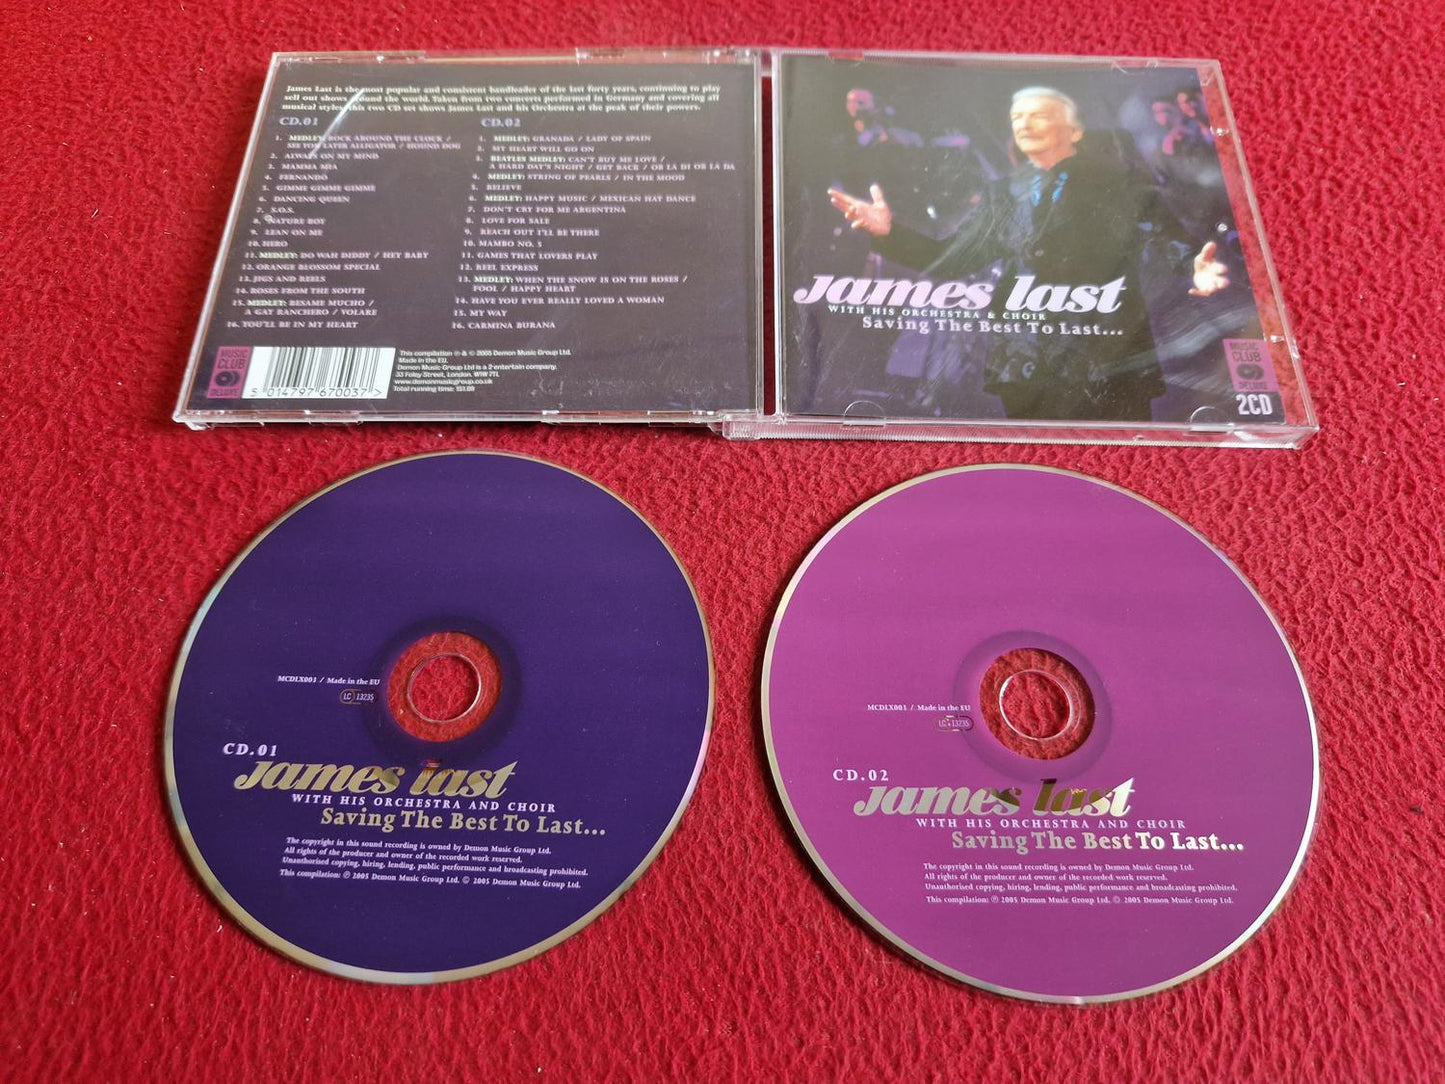 James Last is the most popular and consistent bandleader of the last forty years, continuing to play
sell out shows around the world. Taken from two concerts performed in Germany and covering all
musical styles, this two CD set shows James Last and his Orchestra at the peak of their powers.
CD.01
1. MEDLEY: ROCK AROUND THE CLOCK /
SEE YOU LATER ALLIGATOR / HOUND DOG
2. ALWAYS ON MY MIND
3. MAMMA MIA
4. FERNANDO
5. GIMME GIMME GIMME
6. DANCING QUEEN
7. S.O.S.
8. NATURE BOY
9. LEAN ON ME
10. HERO
11. MEDLEY: DO WAH DIDDY / HEY BABY
12. ORANGE BLOSSOM SPECIAL
13. JIGS AND REELS
14. ROSES FROM THE SOUTH
15. MEDLEY: BESAME MUCHO /
A GAY RANCHERO / VOLARE
16. YOU'LL BE IN MY HEART
CD.02
1. MEDLEY: GRANADA / LADY OF SPAIN
2. MY HEART WILL GO ON
3. BEATLES MEDLEY: CAN'T BUY ME LOVE /
A HARD DAY'S NIGHT / GET BACK / OB LA DI OB LA DA
4. MEDLEY: STRING OF PEARLS / IN THE MOOD
5. BELIEVE
6. MEDLEY: HAPPY MUSIC / MEXICAN HAT DANCE
7. DON'T CRY FOR ME ARGENTINA
8. LOVE FOR SALE
9. REACH OUT I'LL BE THERE
10. MAMBO NO. 5
11. GAMES THAT LOVERS PLAY
12. REEL EXPRESS
13. MEDLEY: WHEN THE SNOW IS ON THE ROSES /
FOOL / HAPPY HEART
14. HAVE YOU EVER REALLY LOVED A WOMAN
15. MY WAY
16. CARMINA BURANA
MUSIC
CLUB
DELUXE
5 014797 670037 >
This compilation ℗ & © 2005 Demon Music Group Ltd.
Made in the EU.
Demon Music Group Ltd is a 2 entertain company.
33 Foley Street, London. W1W 7TL
www.demonmusicgroup.co.uk
Total running time: 151.09
James Last
WITH HIS ORCHESTRA & CHOIR
Saving The Best To Last...
MUSIC
CLUB
DELUXE
2CD
MCDLX001 / Made in the EU
LC 13235
CD.01
James Last
WITH HIS ORCHESTRA AND CHOIR
Saving The Best To Last...
The copyright in this sound recording is owned by Demon Music Group Ltd.
All rights of the producer and owner of the recorded work reserved.
Unauthorised copying, hiring, lending, public performance and broadcasting prohibited.
This compilation: ℗ 2005 Demon Music Group Ltd. © 2005 Demon Music Group Ltd.
MCDLX001 / Made in the EU
LC 13235
CD.02
James Last
WITH HIS ORCHESTRA AND CHOIR
Saving The Best To Last...
The copyright in this sound recording is owned by Demon Music Group Ltd.
All rights of the producer and owner of the recorded work reserved.
Unauthorised copying, hiring, lending, public performance and broadcasting prohibited.
This compilation: ℗ 2005 Demon Music Group Ltd. © 2005 Demon Music Group Ltd.